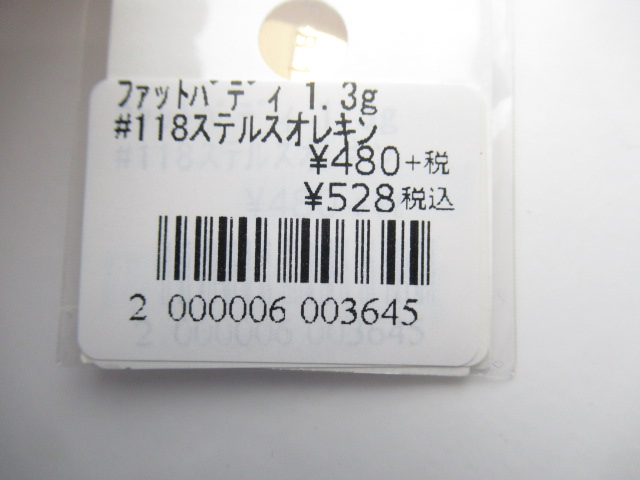 ファットバディ 1.3g
#118ステルスオレキン
¥480+税
¥528税込
2 000006 003645